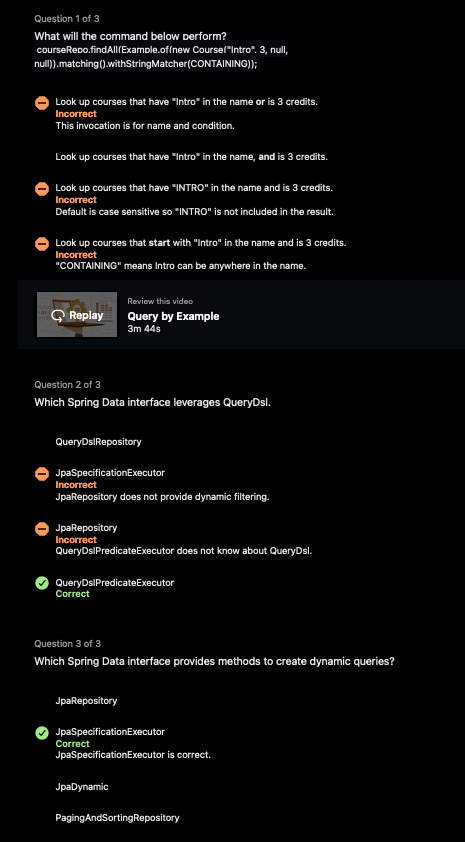 Question 1 of 3
What will the command below perform?
courseRepo.findAll(Example.of(new Course("Intro", 3, null,
null)).matching().withStringMatcher(CONTAINING));
Look up courses that have "Intro" in the name or is 3 credits.
Incorrect
This invocation is for name and condition.
Look up courses that have "Intro" in the name, and is 3 credits.
Look up courses that have "INTRO" in the name and is 3 credits.
Incorrect
Default is case sensitive so "INTRO" is not included in the result.
Look up courses that start with "Intro" in the name and is 3 credits.
Incorrect
"CONTAINING" means Intro can be anywhere in the name.
Replay
Review this video
Query by Example
3m 44s
Question 2 of 3
Which Spring Data interface leverages QueryDsl.
QueryDslRepository
JpaSpecificationExecutor
Incorrect
JpaRepository does not provide dynamic filtering.
JpaRepository
Incorrect
QueryDslPredicateExecutor does not know about QueryDsl.
QueryDslPredicateExecutor
Correct
Question 3 of 3
Which Spring Data interface provides methods to create dynamic queries?
JpaRepository
JpaSpecificationExecutor
Correct
JpaSpecificationExecutor is correct.
JpaDynamic
PagingAndSortingRepository